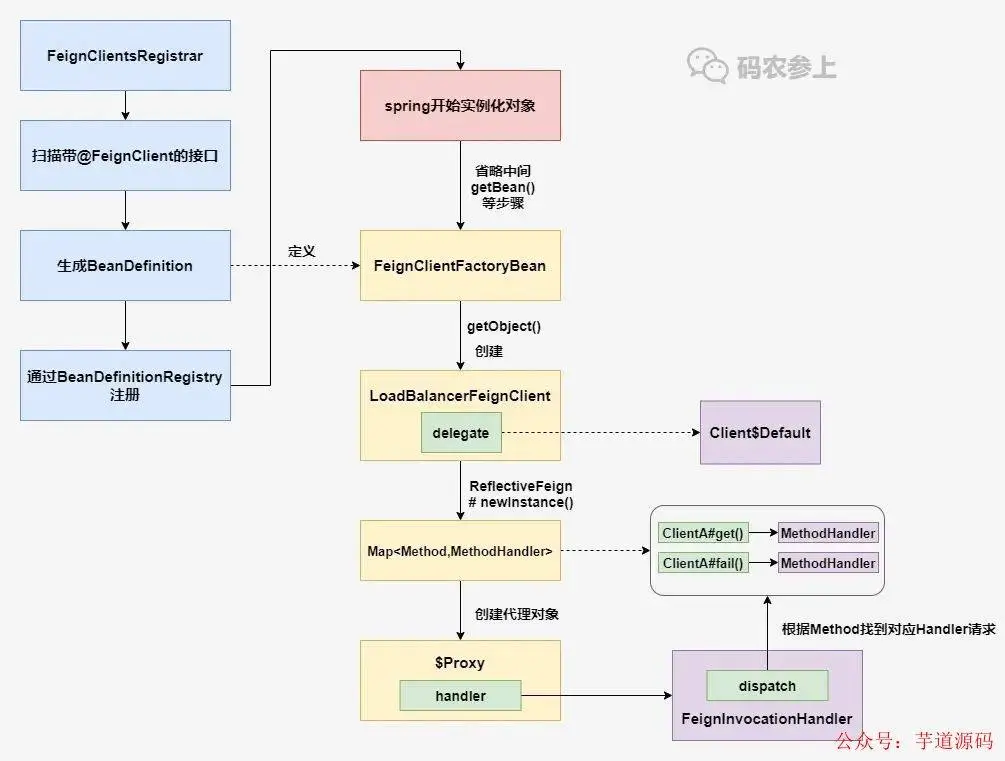 FeignClientsRegistrar
扫描带@FeignClient的接口
生成BeanDefinition
通过BeanDefinitionRegistry
注册
定义
码农参上
spring开始实例化对象
省略中间
getBean()
等步骤
FeignClientFactoryBean
getObject()
创建
LoadBalancerFeignClient
delegate
Client$Default
ReflectiveFeign
# newInstance()
Map<Method,MethodHandler>
ClientA#get()
MethodHandler
ClientA#fail()
MethodHandler
创建代理对象
根据Method找到对应Handler请求
$Proxy
handler
dispatch
FeignInvocationHandler
公众号: 芋道源码